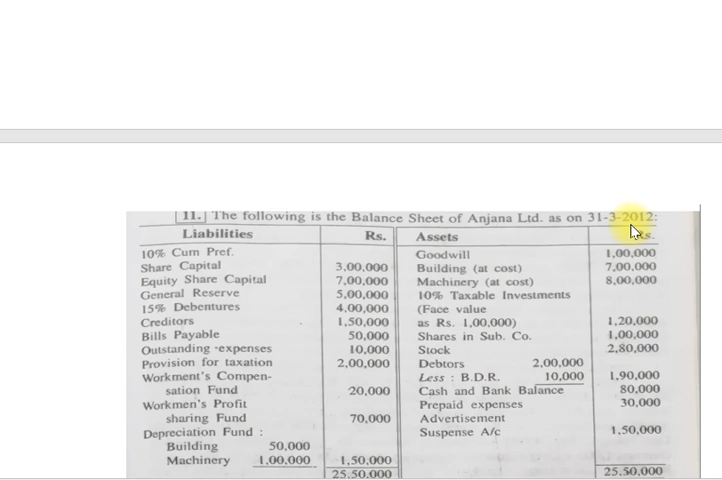 11. The following is the Balance Sheet of Anjana Ltd. as on 31-3-2012:
Liabilities Rs. Assets Rs.
10% Cum Pref. Goodwill 1,00,000
Share Capital 3,00,000 Building (at cost) 7,00,000
Equity Share Capital 7,00,000 Machinery (at cost) 8,00,000
General Reserve 5,00,000 10% Taxable Investments
15% Debentures 4,00,000 (Face value
Creditors 1,50,000 as Rs. 1,00,000) 1,20,000
Bills Payable 50,000 Shares in Sub. Co. 1,00,000
Outstanding -expenses 10,000 Stock 2,80,000
Provision for taxation 2,00,000 Debtors 2,00,000
Workment's Compen- Less : B.D.R. 10,000 1,90,000
sation Fund 20,000 Cash and Bank Balance 80,000
Workmen's Profit Prepaid expenses 30,000
sharing Fund 70,000 Advertisement
Depreciation Fund : Suspense A/c 1,50,000
Building 50,000
Machinery 1,00,000 1,50,000
25,50,000 25,50,000